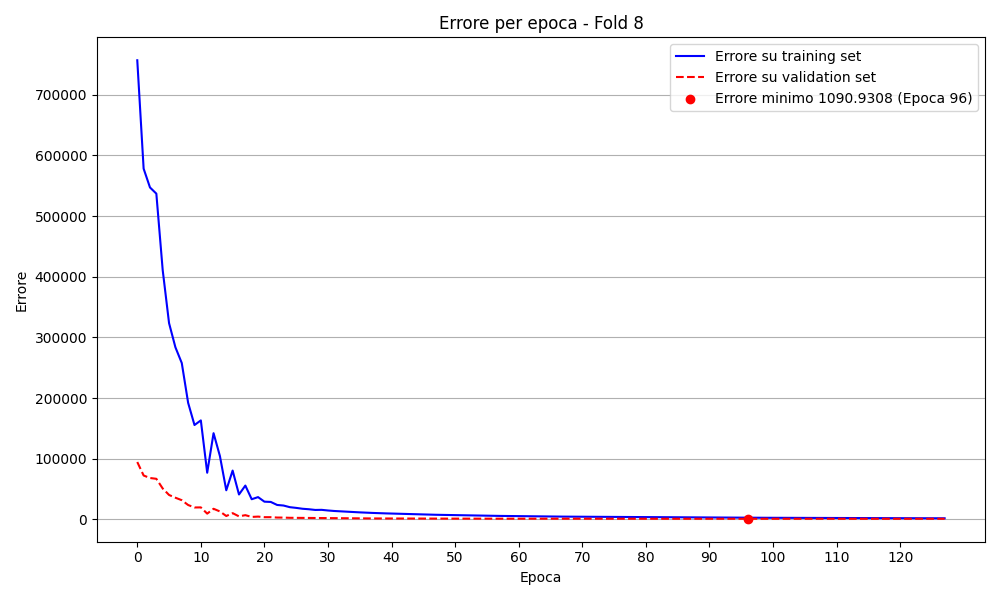 Errore per epoca - Fold 8
Errore su training set
Errore su validation set
Errore minimo 1090.9308 (Epoca 96)
700000
600000
500000
400000
300000
200000
100000
0
Errore
0 10 20 30 40 50 60 70 80 90 100 110 120
Epoca